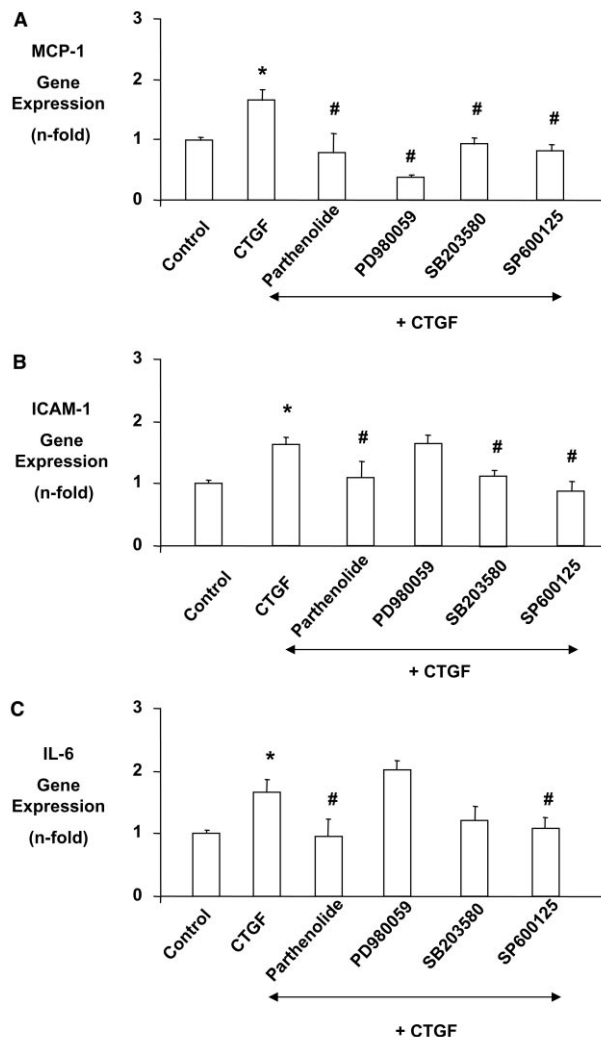 A
MCP-1
Gene
Expression
(n-fold)
3
2
1
0
*
#
#
#
#
Control
CTGF
Parthenolide
PD980059
SB203580
SP600125
+ CTGF
B
ICAM-1
Gene
Expression
(n-fold)
3
2
1
0
*
#
#
#
Control
CTGF
Parthenolide
PD980059
SB203580
SP600125
+ CTGF
C
IL-6
Gene
Expression
(n-fold)
3
2
1
0
*
#
#
Control
CTGF
Parthenolide
PD980059
SB203580
SP600125
+ CTGF